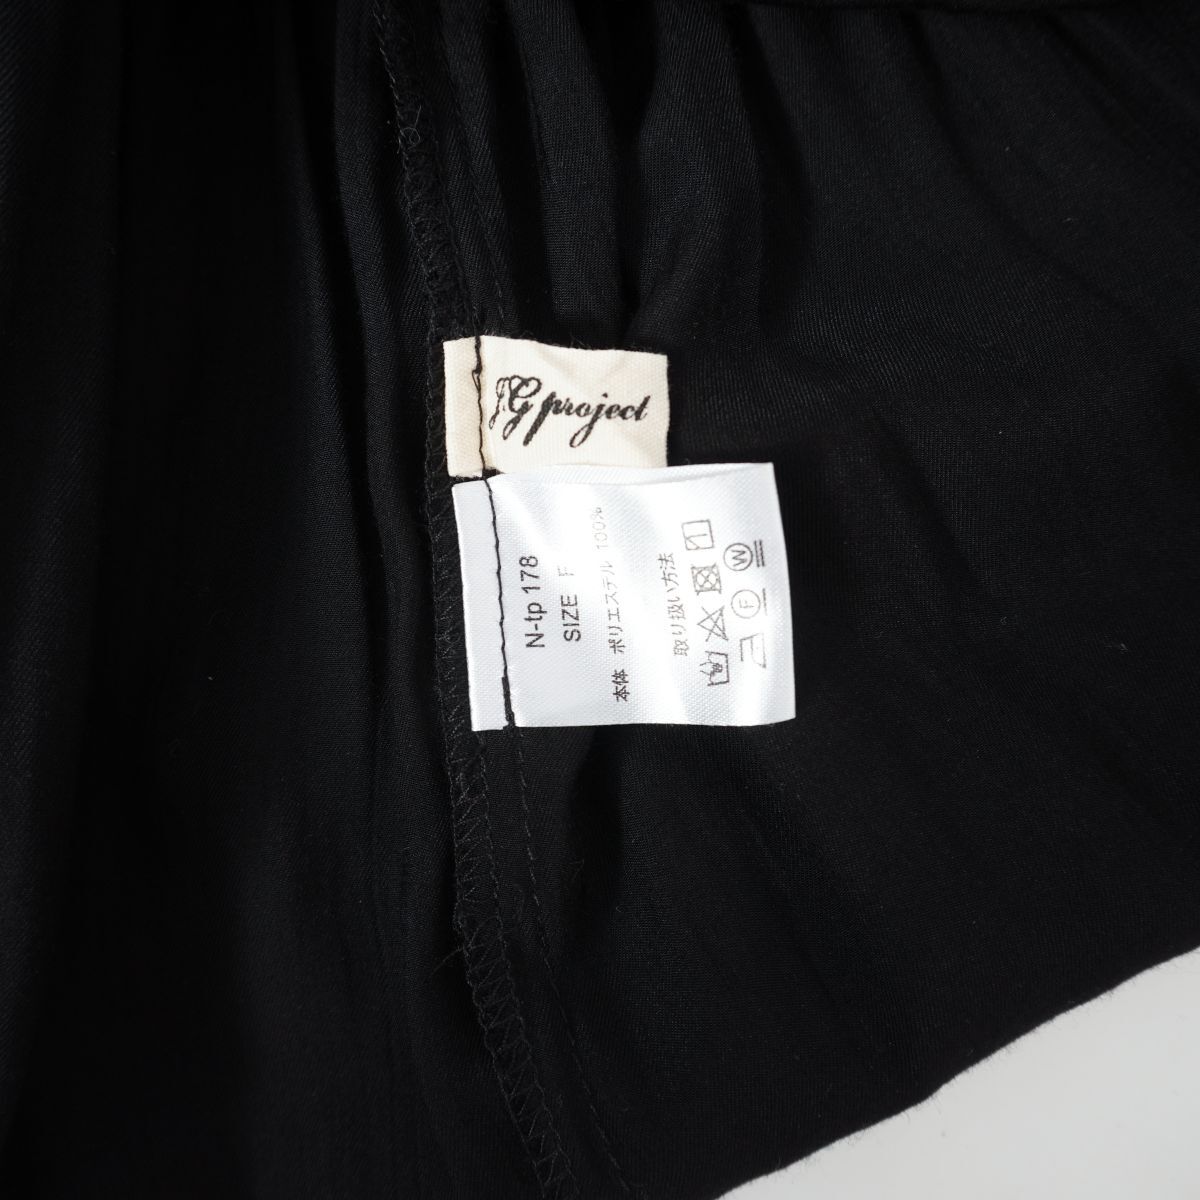 J.G project
N-tp 178
SIZE F
本体 ポリエステル 100%
取り扱い方法
F
W